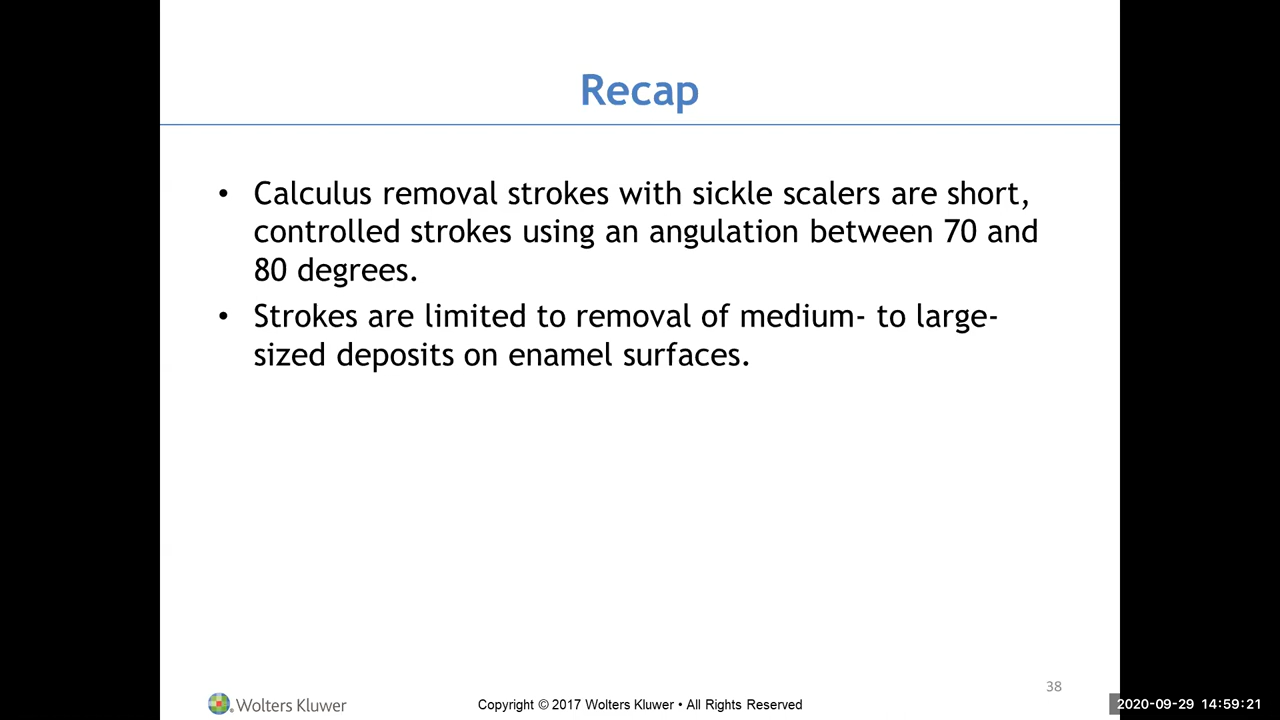 Recap
• Calculus removal strokes with sickle scalers are short,
controlled strokes using an angulation between 70 and
80 degrees.
• Strokes are limited to removal of medium- to large-
sized deposits on enamel surfaces.
38
Wolters Kluwer
Copyright © 2017 Wolters Kluwer • All Rights Reserved
2020-09-29 14:59:21